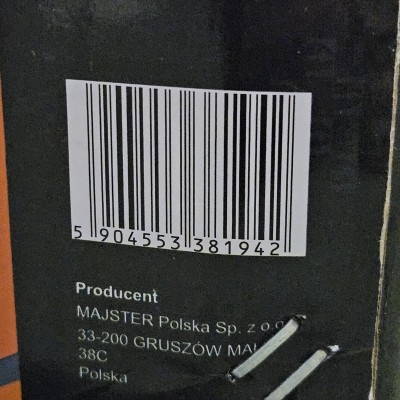 5 904553 381942
Producent
MAJSTER Polska Sp. z o.o.
33-200 GRUSZÓW
38C
Polska